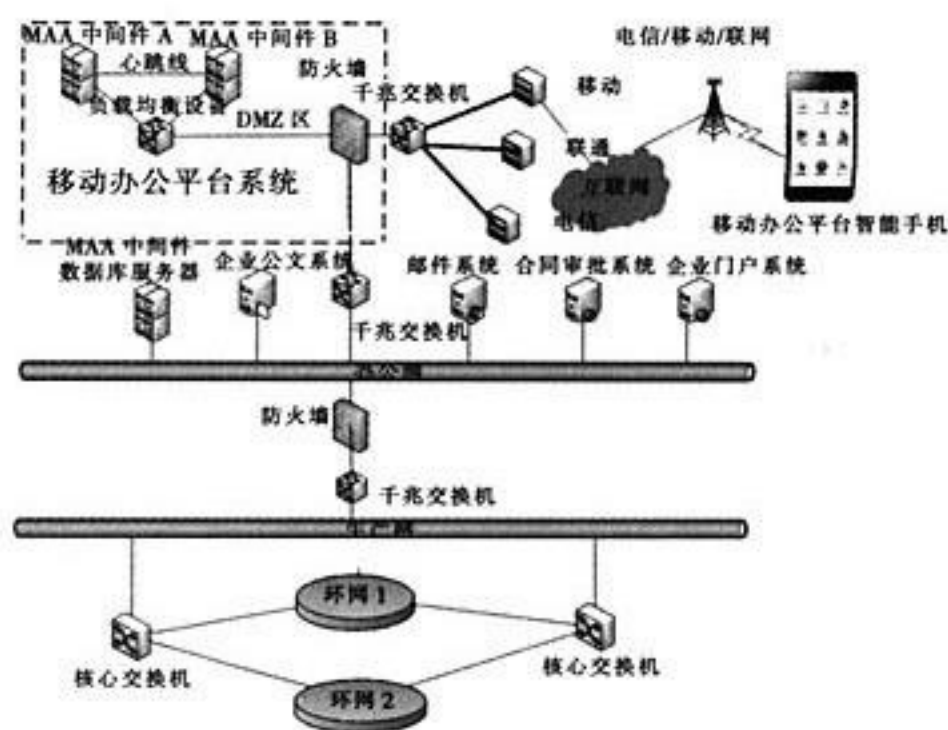 MAA 中间件 A
MAA 中间件 B
心跳线
负载均衡设备
DMZ 区
防火墙
千兆交换机
移动办公平台系统
移动
联通
电信
互联网
电信/移动/联网
移动办公平台智能手机
MAA 中间件
数据库服务器
企业公文系统
千兆交换机
邮件系统
合同审批系统
企业门户系统
办公网
防火墙
千兆交换机
生产网
环网 1
核心交换机
核心交换机
环网 2